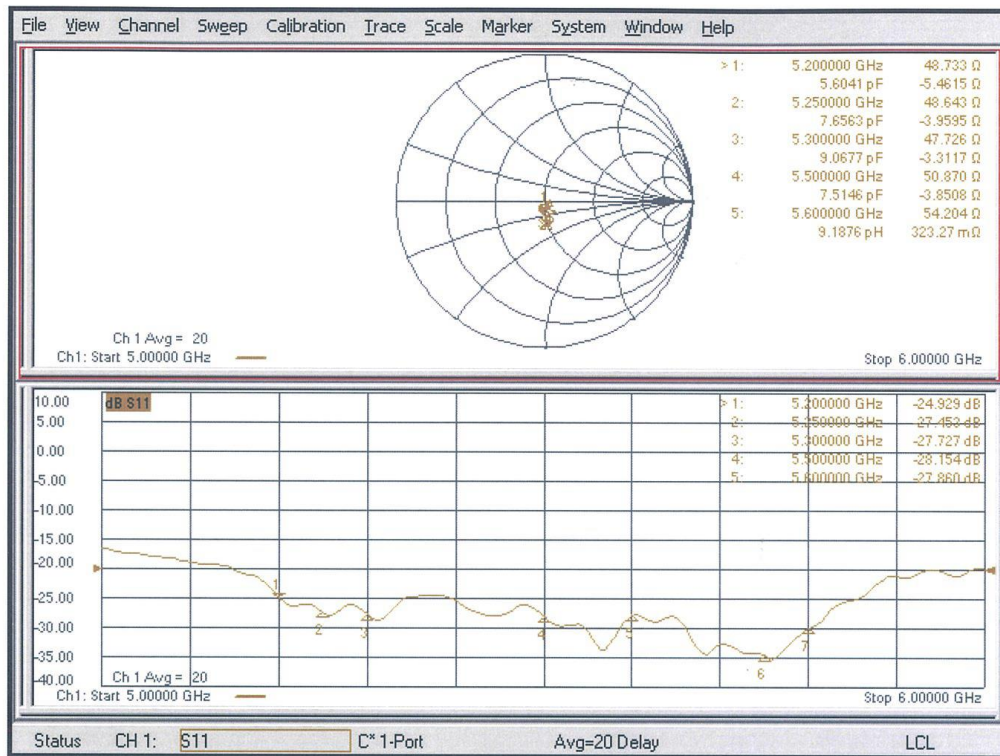 File View Channel Sweep Calibration Trace Scale Marker System Window Help
> 1: 5.200000 GHz 48.733 Ω
5.6041 pF -5.4615 Ω
2: 5.250000 GHz 48.643 Ω
7.6563 pF -3.9595 Ω
3: 5.300000 GHz 47.726 Ω
9.0677 pF -3.3117 Ω
4: 5.500000 GHz 50.870 Ω
7.5146 pF -3.8508 Ω
5: 5.600000 GHz 54.204 Ω
9.1876 pH 323.27 mΩ
1
Ch 1 Avg = 20
Ch1: Start 5.00000 GHz
Stop 6.00000 GHz
10.00
5.00
0.00
-5.00
-10.00
-15.00
-20.00
-25.00
-30.00
-35.00
-40.00
dB S11
> 1: 5.200000 GHz -24.929 dB
2: 5.250000 GHz -27.453 dB
3: 5.300000 GHz -27.727 dB
4: 5.500000 GHz -28.154 dB
5: 5.600000 GHz -27.860 dB
1
2
3
4
5
6
7
Ch 1 Avg = 20
Ch1: Start 5.00000 GHz
Stop 6.00000 GHz
Status CH 1: S11 C* 1-Port Avg=20 Delay LCL